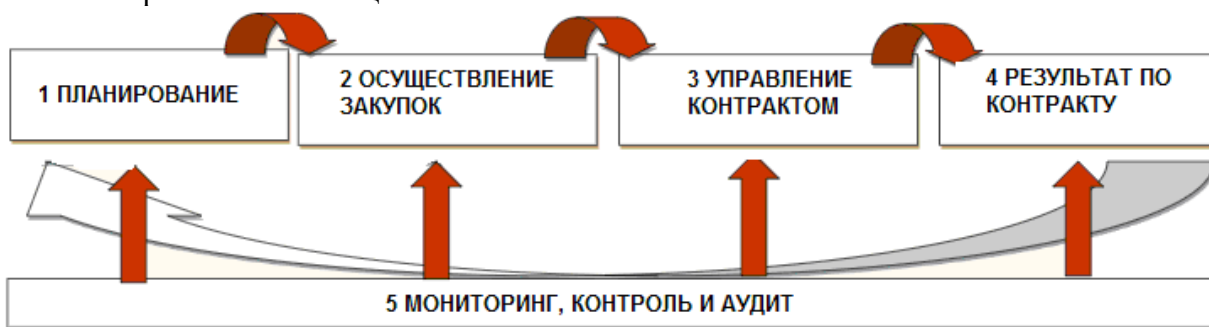 1 ПЛАНИРОВАНИЕ
2 ОСУЩЕСТВЛЕНИЕ
ЗАКУПОК
3 УПРАВЛЕНИЕ
КОНТРАКТОМ
4 РЕЗУЛЬТАТ ПО
КОНТРАКТУ
5 МОНИТОРИНГ, КОНТРОЛЬ И АУДИТ